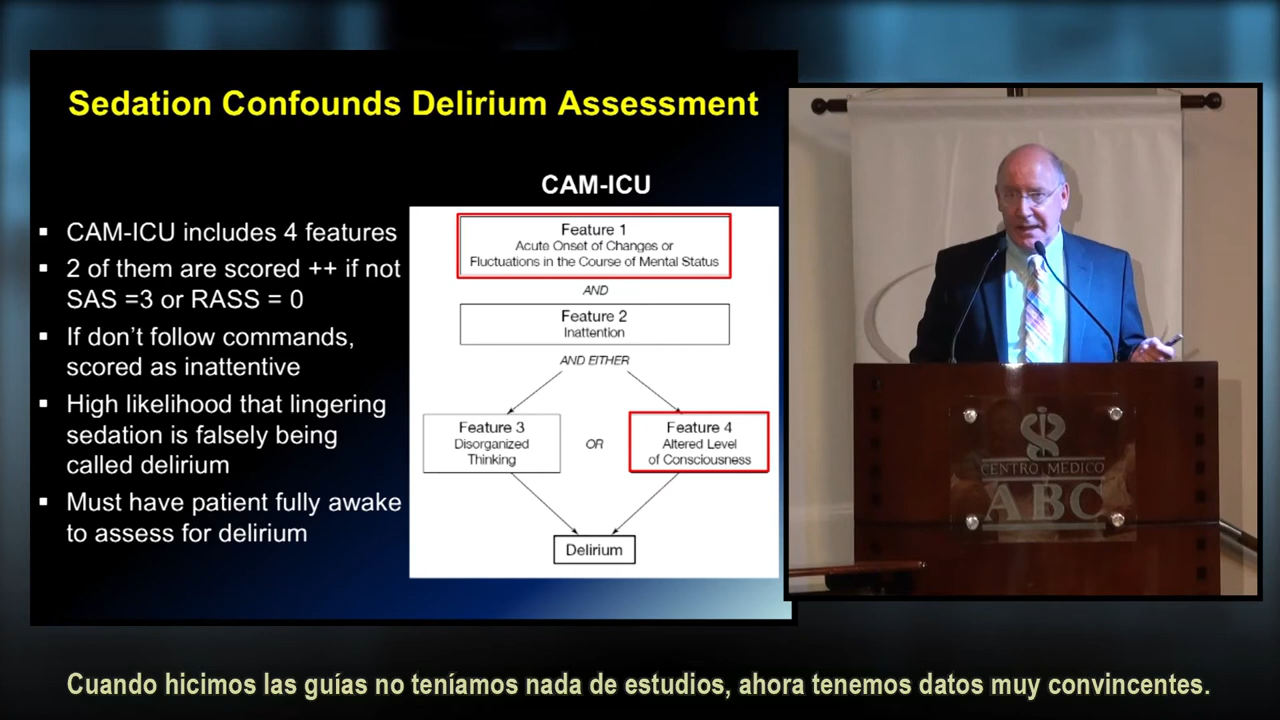 Sedation Confounds Delirium Assessment
▪ CAM-ICU includes 4 features
▪ 2 of them are scored ++ if not
SAS =3 or RASS = 0
▪ If don't follow commands,
scored as inattentive
▪ High likelihood that lingering
sedation is falsely being
called delirium
▪ Must have patient fully awake
to assess for delirium
CAM-ICU
Feature 1
Acute Onset of Changes or
Fluctuations in the Course of Mental Status
AND
Feature 2
Inattention
AND EITHER
Feature 3
Disorganized
Thinking
OR
Feature 4
Altered Level
of Consciousness
Delirium
CENTRO MEDICO
ABC
Cuando hicimos las guías no teníamos nada de estudios, ahora tenemos datos muy convincentes.